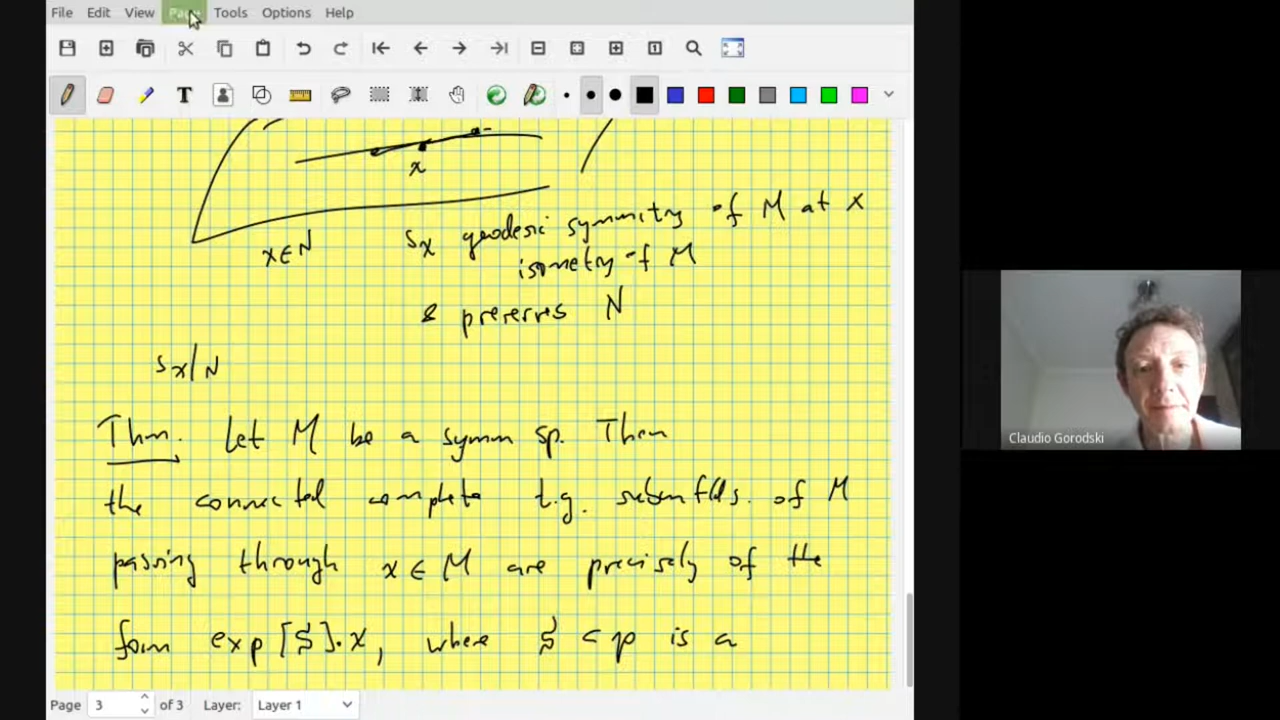 File Edit View Page Tools Options Help
x
x ∈ N
s_x geodesic symmetry of M at x
isometry of M
& preserves N
s_x|N
Thm. Let M be a symm sp. Then
the connected complete t.g. submflds. of M
passing through x ∈ M are precisely of the
form exp[𝔰].x, where 𝔰 ⊂ p is a
Page 3 of 3 Layer: Layer 1
Claudio Gorodski